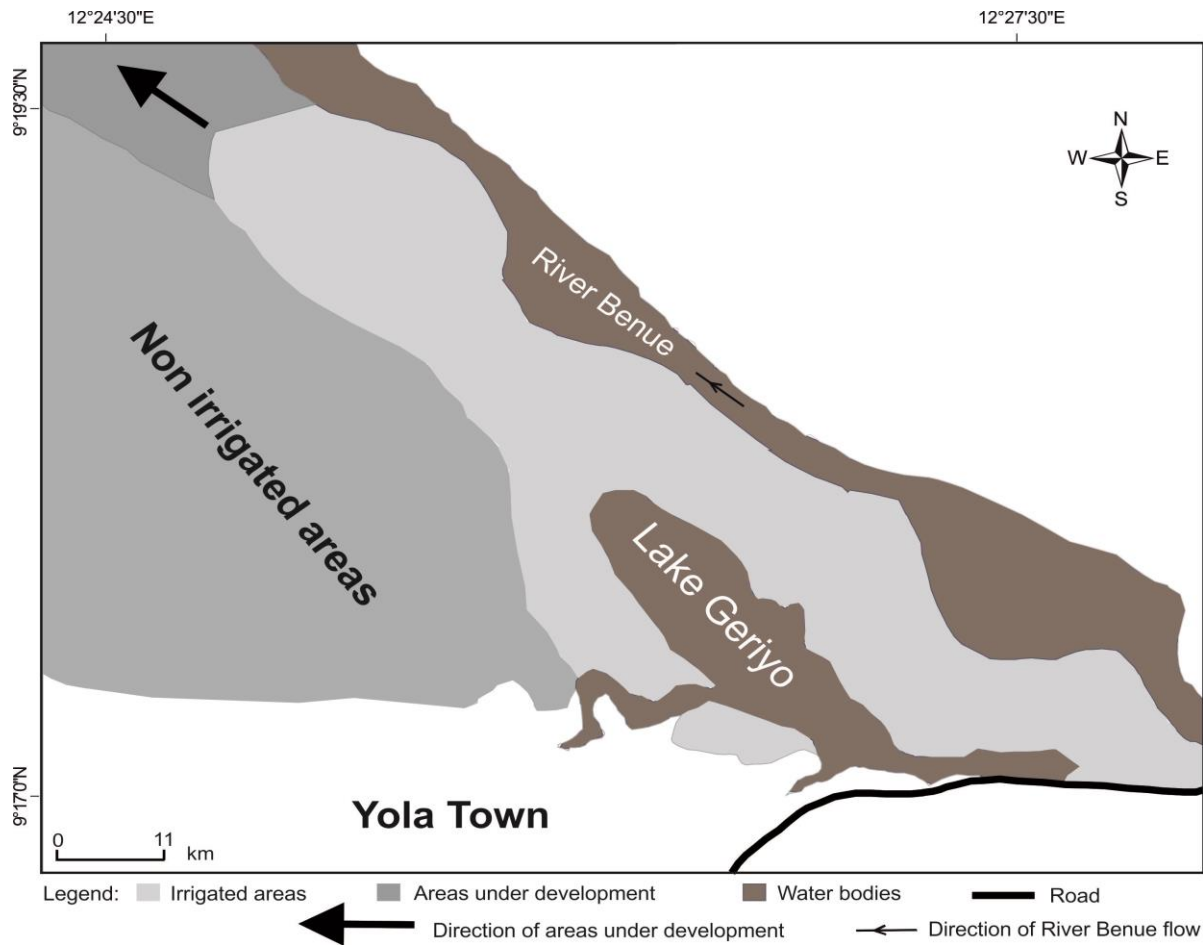 12°24'30"E
12°27'30"E
9°19'30"N
N
W
E
S
River Benue
Non irrigated areas
Lake Geriyo
9°17'0"N
Yola Town
0
11
km
Legend:
Irrigated areas
Areas under development
Water bodies
Road
Direction of areas under development
Direction of River Benue flow